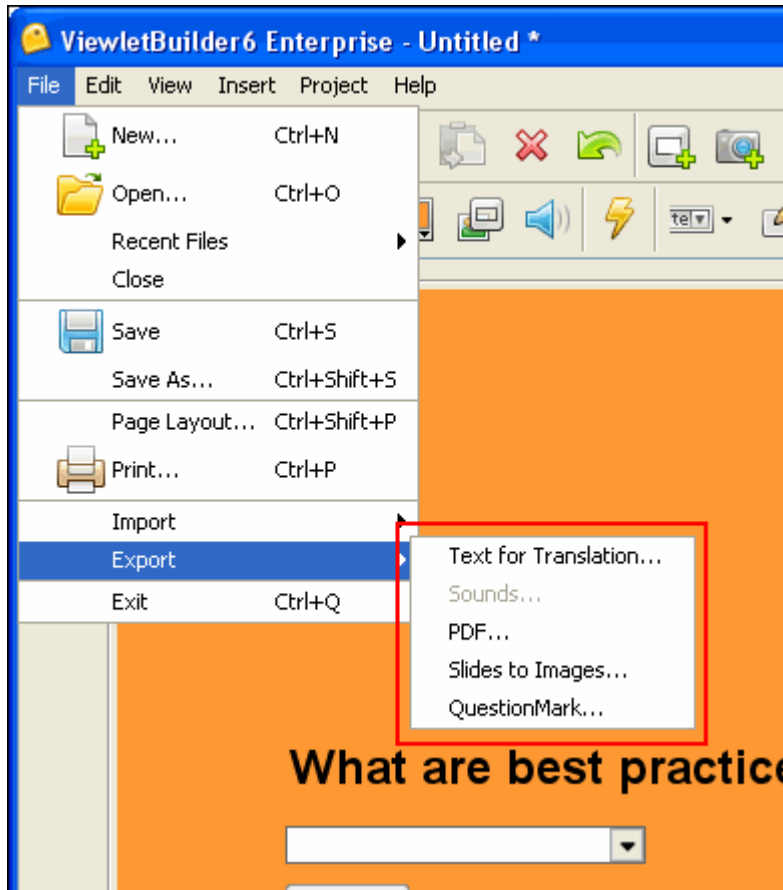 ViewletBuilder6 Enterprise - Untitled *
File Edit View Insert Project Help
New... Ctrl+N
Open... Ctrl+O
te
Recent Files
Close
Save Ctrl+S
Save As... Ctrl+Shift+S
Page Layout... Ctrl+Shift+P
Print... Ctrl+P
Import
Export
Text for Translation...
Sounds...
Exit Ctrl+Q
PDF...
Slides to Images...
QuestionMark...
What are best practice